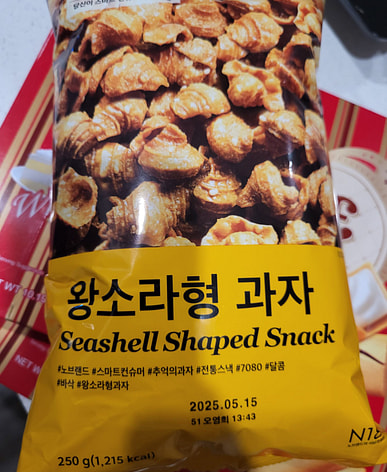 왕소라형 과자
Seashell Shaped Snack
#노브랜드 #스마트컨슈머 #추억의과자 #전통스낵 #7080 #달콤
#바삭 #왕소라형과자
2025.05.15
51 오영희 13:43
250 g(1,215 kcal)